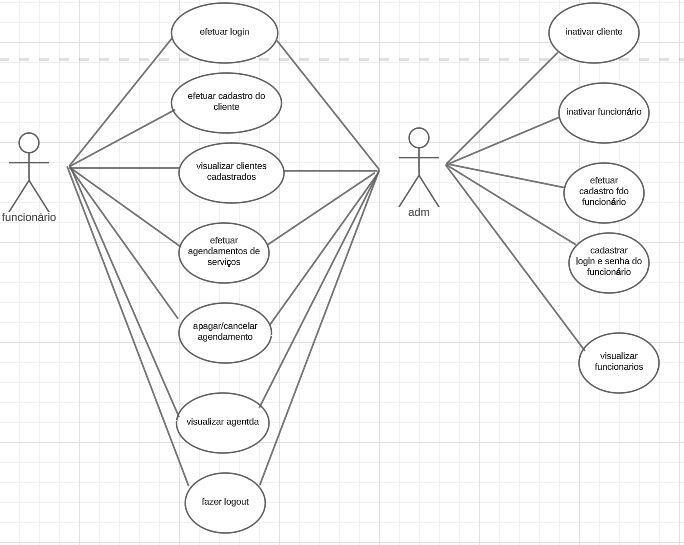 efetuar login
efetuar cadastro do
cliente
visualizar clientes
cadastrados
efetuar
agendamentos de
serviços
apagar/cancelar
agendamento
visualizar agentda
fazer logout
funcionário
adm
inativar cliente
inativar funcionário
efetuar
cadastro fdo
funcionário
cadastrar
login e senha do
funcionário
visualizar
funcionarios